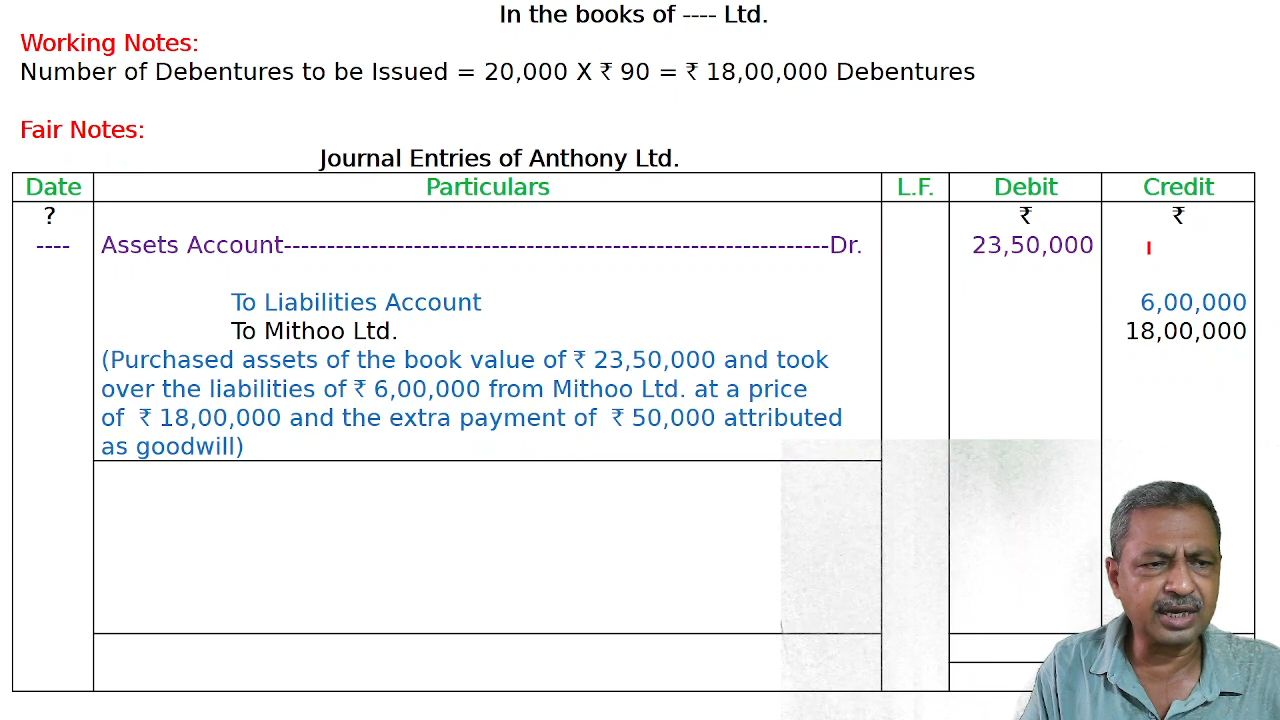 In the books of ---- Ltd.
Working Notes:
Number of Debentures to be Issued = 20,000 X ₹ 90 = ₹ 18,00,000 Debentures
Fair Notes:
Journal Entries of Anthony Ltd.
Date Particulars L.F. Debit Credit
? ₹ ₹
---- Assets Account----------------------------------------------------------------Dr. 23,50,000
To Liabilities Account 6,00,000
To Mithoo Ltd. 18,00,000
(Purchased assets of the book value of ₹ 23,50,000 and took
over the liabilities of ₹ 6,00,000 from Mithoo Ltd. at a price
of ₹ 18,00,000 and the extra payment of ₹ 50,000 attributed
as goodwill)